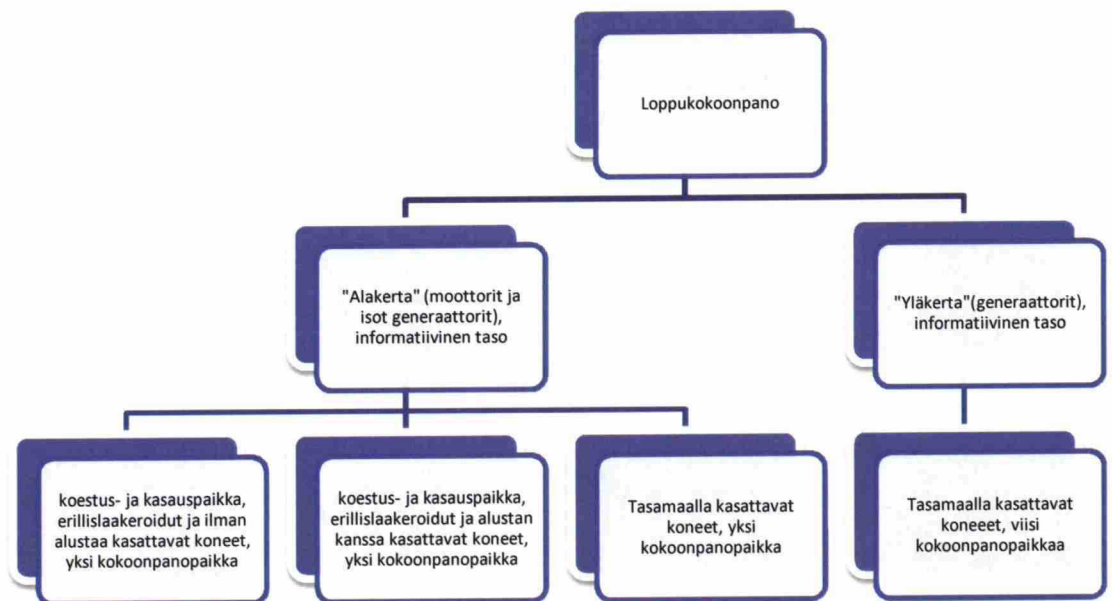 Loppukokoonpano
"Alakerta" (moottorit ja
isot generaattorit),
informatiivinen taso
"Yläkerta"(generaattorit),
informatiivinen taso
koestus- ja kasauspaikka,
erillislaakeroidut ja ilman
alustaa kasattavat koneet,
yksi kokoonpanopaikka
koestus- ja kasauspaikka,
erillislaakeroidut ja alustan
kanssa kasattavat koneet,
yksi kokoonpanopaikka
Tasamaalla kasattavat
koneet, yksi
kokoonpanopaikka
Tasamaalla kasattavat
koneeet, viisi
kokoonpanopaikkaa